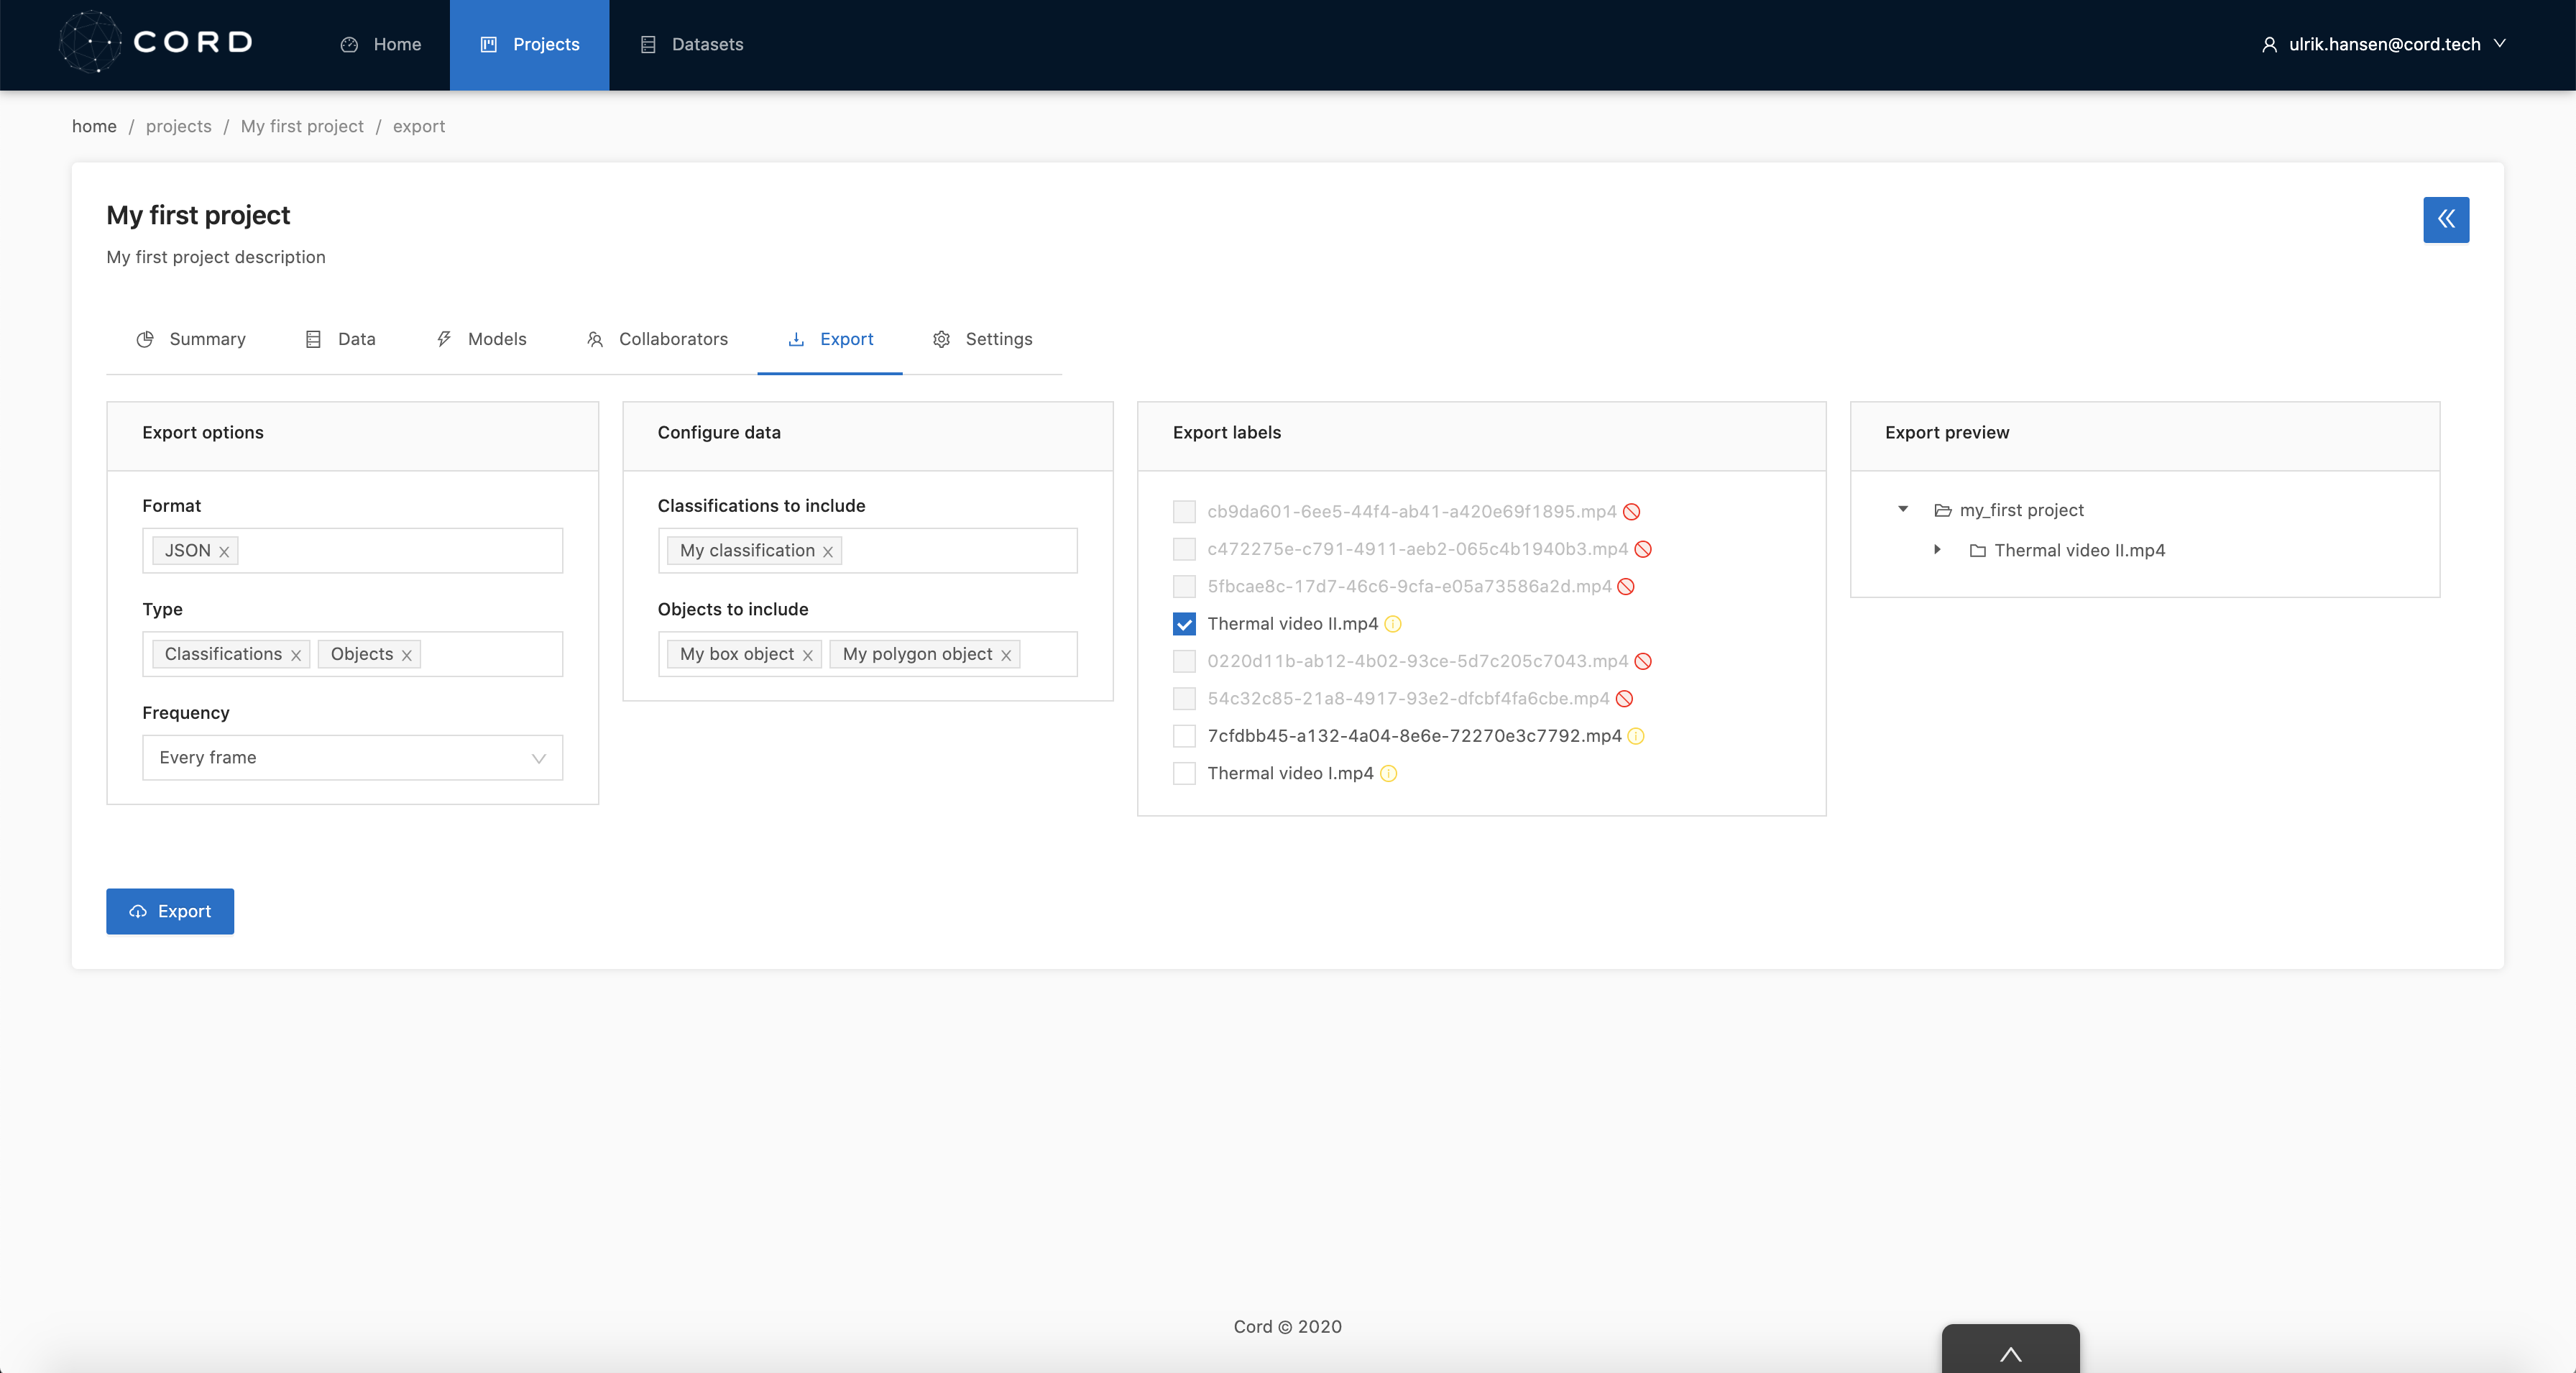 CORD
Home
Projects
Datasets
ulrik.hansen@cord.tech
home / projects / My first project / export
My first project
My first project description
Summary
Data
Models
Collaborators
Export
Settings
Export options
Format
JSON
Type
Classifications
Objects
Frequency
Every frame
Configure data
Classifications to include
My classification
Objects to include
My box object
My polygon object
Export labels
cb9da601-6ee5-44f4-ab41-a420e69f1895.mp4
c472275e-c791-4911-aeb2-065c4b1940b3.mp4
5fbcae8c-17d7-46c6-9cfa-e05a73586a2d.mp4
Thermal video II.mp4
0220d11b-ab12-4b02-93ce-5d7c205c7043.mp4
54c32c85-21a8-4917-93e2-dfcbf4fa6cbe.mp4
7cfdbb45-a132-4a04-8e6e-72270e3c7792.mp4
Thermal video I.mp4
Export preview
my_first project
Thermal video II.mp4
Export
Cord © 2020